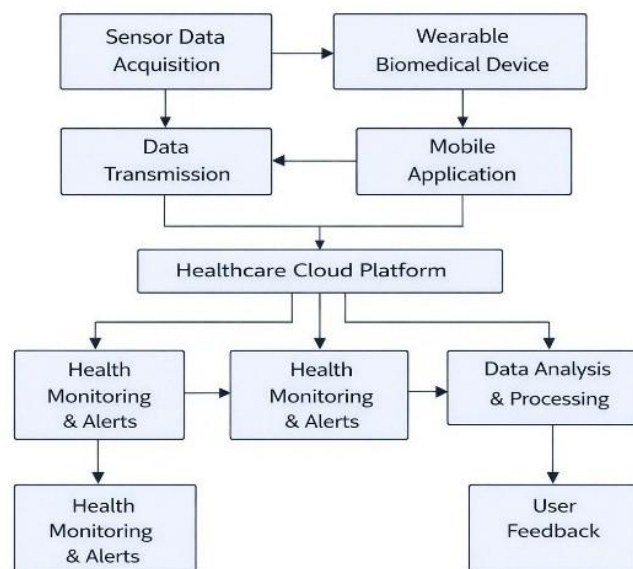 Sensor Data
Acquisition
Wearable
Biomedical Device
Data
Transmission
Mobile
Application
Healthcare Cloud Platform
Health
Monitoring
& Alerts
Health
Monitoring
& Alerts
Data Analysis
& Processing
Health
Monitoring
& Alerts
User
Feedback